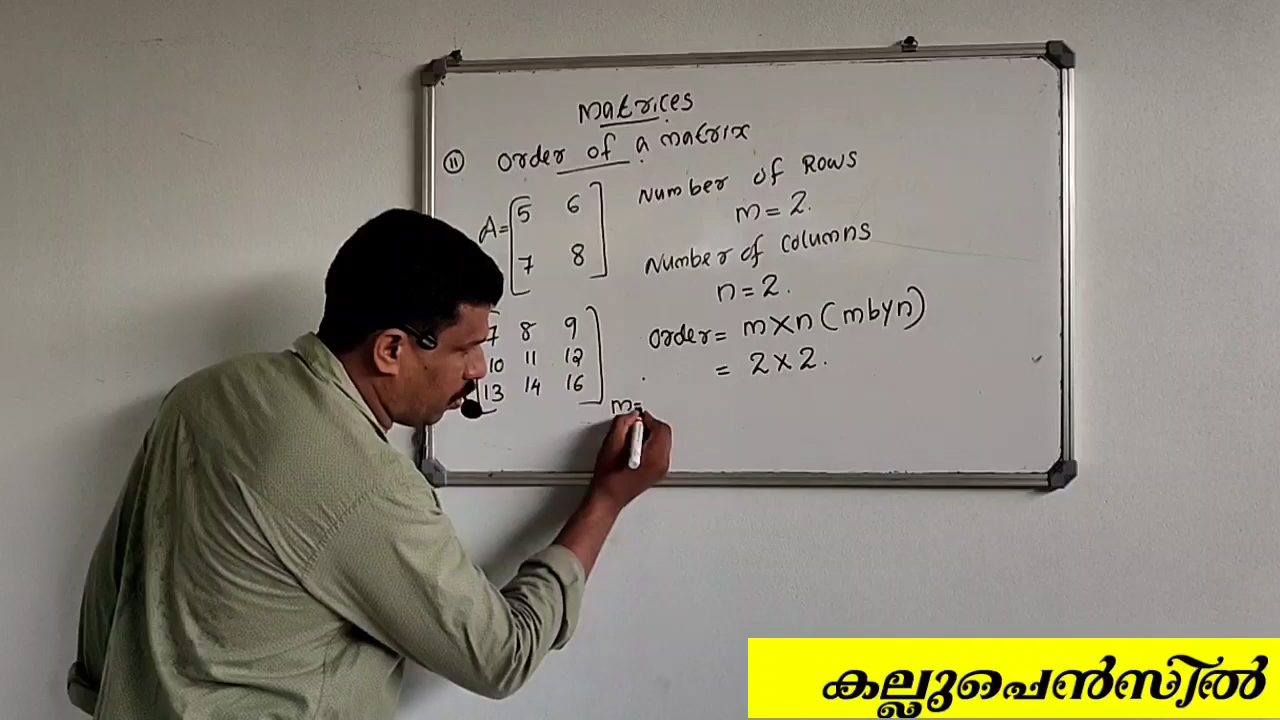 Matrices
11 Order of a matrix
A = [5 6
7 8]
Number of Rows
m = 2.
Number of Columns
n = 2.
Order = m × n (m by n)
= 2 × 2.
7 8 9
10 11 12
13 14 16
m =
കല്ലുപെൻസിൽ